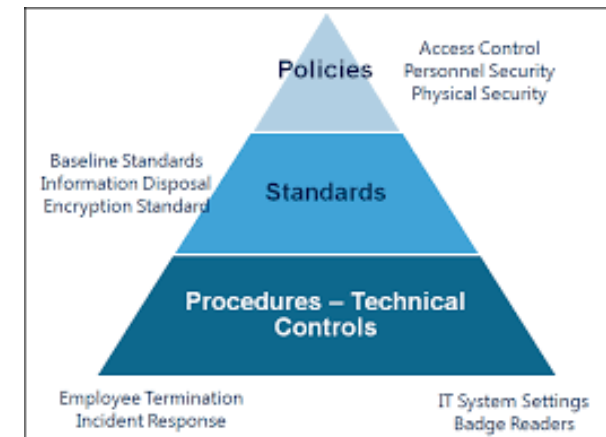 Policies
Access Control
Personnel Security
Physical Security
Baseline Standards
Information Disposal
Encryption Standard
Standards
Procedures – Technical
Controls
Employee Termination
Incident Response
IT System Settings
Badge Readers